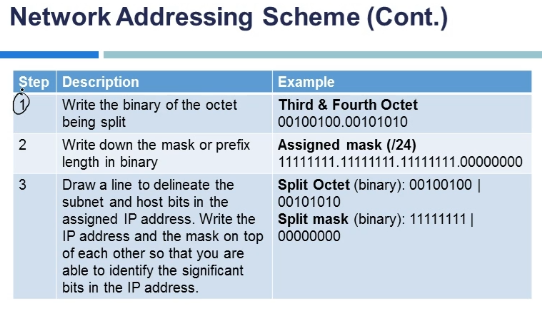 Network Addressing Scheme (Cont.)
Step Description Example
1 Write the binary of the octet being split Third & Fourth Octet
00100100.00101010
2 Write down the mask or prefix length in binary Assigned mask (/24)
11111111.11111111.11111111.00000000
3 Draw a line to delineate the subnet and host bits in the assigned IP address. Write the IP address and the mask on top of each other so that you are able to identify the significant bits in the IP address.
Split Octet (binary): 00100100 |
00101010
Split mask (binary): 11111111 |
00000000